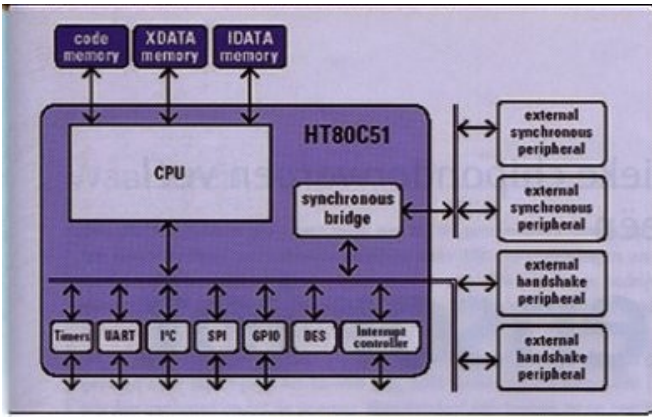 code
memory
XDATA
memory
IDATA
memory
HT80C51
CPU
synchronous
bridge
external
synchronous
peripheral
external
synchronous
peripheral
external
handshake
peripheral
external
handshake
peripheral
Timers
UART
I²C
SPI
GPIO
DES
Interrupt
controller